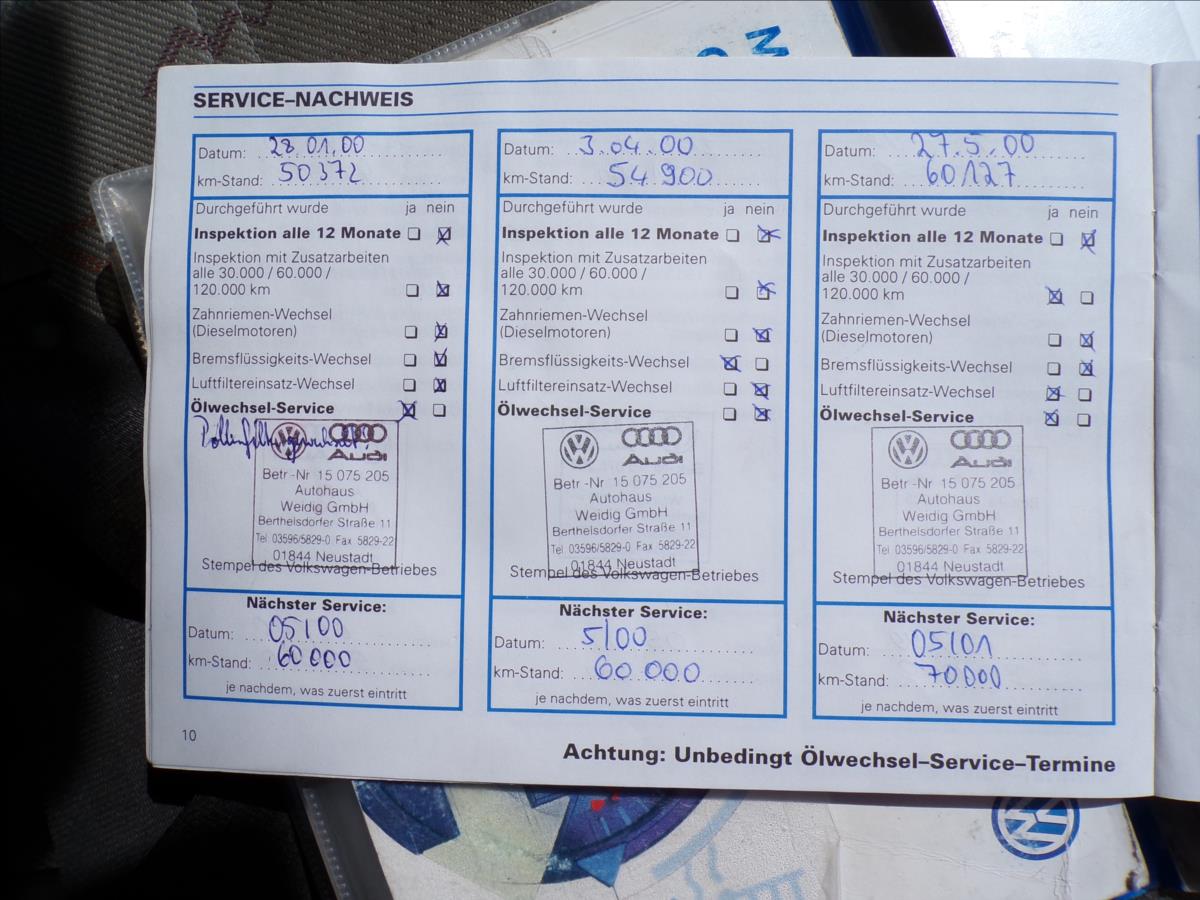 SERVICE–NACHWEIS
Datum: 28.01.00
km-Stand: 50372
Durchgeführt wurde ja nein
Inspektion alle 12 Monate
Inspektion mit Zusatzarbeiten
alle 30.000 / 60.000 /
120.000 km
Zahnriemen-Wechsel
(Dieselmotoren)
Bremsflüssigkeits-Wechsel
Luftfiltereinsatz-Wechsel
Ölwechsel-Service
Pollenfilter gewechselt!
Audi
Betr-Nr 15 075 205
Autohaus
Weidig GmbH
Berthelsdorfer Straße 11
Tel 03596/5829-0 Fax 5829-22
01844 Neustadt
Stempel des Volkswagen-Betriebes
Nächster Service:
Datum: 05/00
km-Stand: 60000
je nachdem, was zuerst eintritt
Datum: 3.04.00
km-Stand: 54900
Durchgeführt wurde ja nein
Inspektion alle 12 Monate
Inspektion mit Zusatzarbeiten
alle 30.000 / 60.000 /
120.000 km
Zahnriemen-Wechsel
(Dieselmotoren)
Bremsflüssigkeits-Wechsel
Luftfiltereinsatz-Wechsel
Ölwechsel-Service
Audi
Betr-Nr 15 075 205
Autohaus
Weidig GmbH
Berthelsdorfer Straße 11
Tel 03596/5829-0 Fax 5829-22
01844 Neustadt
Stempel des Volkswagen-Betriebes
Nächster Service:
Datum: 5/00
km-Stand: 60 000
je nachdem, was zuerst eintritt
Datum: 27.5.00
km-Stand: 60127
Durchgeführt wurde ja nein
Inspektion alle 12 Monate
Inspektion mit Zusatzarbeiten
alle 30.000 / 60.000 /
120.000 km
Zahnriemen-Wechsel
(Dieselmotoren)
Bremsflüssigkeits-Wechsel
Luftfiltereinsatz-Wechsel
Ölwechsel-Service
Audi
Betr-Nr 15 075 205
Autohaus
Weidig GmbH
Berthelsdorfer Straße 11
Tel 03596/5829-0 Fax 5829-22
01844 Neustadt
Stempel des Volkswagen-Betriebes
Nächster Service:
Datum: 05/01
km-Stand: 70000
je nachdem, was zuerst eintritt
10
Achtung: Unbedingt Ölwechsel–Service–Termine